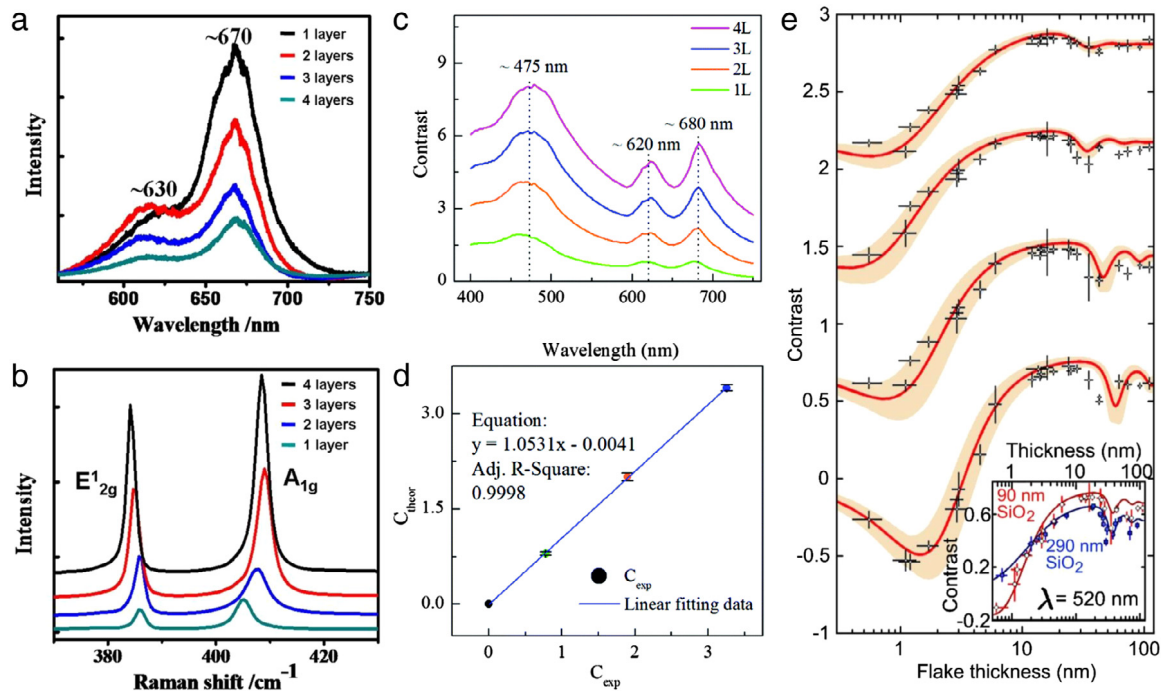 a
~670
1 layer
2 layers
3 layers
4 layers
~630
Intensity
600
650
700
750
Wavelength /nm
b
4 layers
3 layers
2 layers
1 layer
E¹2g
A1g
Intensity
380
400
420
Raman shift /cm-1
c
4L
3L
2L
1L
~ 475 nm
~ 620 nm
~ 680 nm
Contrast
9
6
3
0
400
500
600
700
Wavelength (nm)
d
Equation:
y = 1.0531x - 0.0041
Adj. R-Square:
0.9998
Ctheor
3.6
1.8
0.0
Cexp
Linear fitting data
0
1
2
3
Cexp
e
3
2.5
2
1.5
1
0.5
0
-0.5
-1
Contrast
1
10
100
Flake thickness (nm)
Thickness (nm)
1
10
100
90 nm
SiO2
290 nm
SiO2
λ= 520 nm
Contrast
0.6
0.2
-0.2